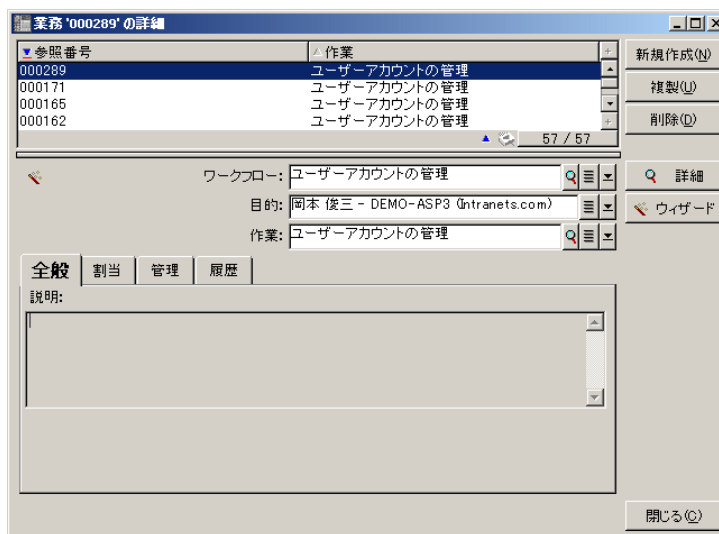 業務 '000289' の詳細
参照番号 作業
000289 ユーザーアカウントの管理
000171 ユーザーアカウントの管理
000165 ユーザーアカウントの管理
000162 ユーザーアカウントの管理
57 / 57
ワークフロー: ユーザーアカウントの管理
目的: 岡本 俊三 - DEMO-ASP3 (Intranets.com)
作業: ユーザーアカウントの管理
全般 割当 管理 履歴
説明:
新規作成(N)
複製(U)
削除(D)
詳細
ウィザード
閉じる(C)